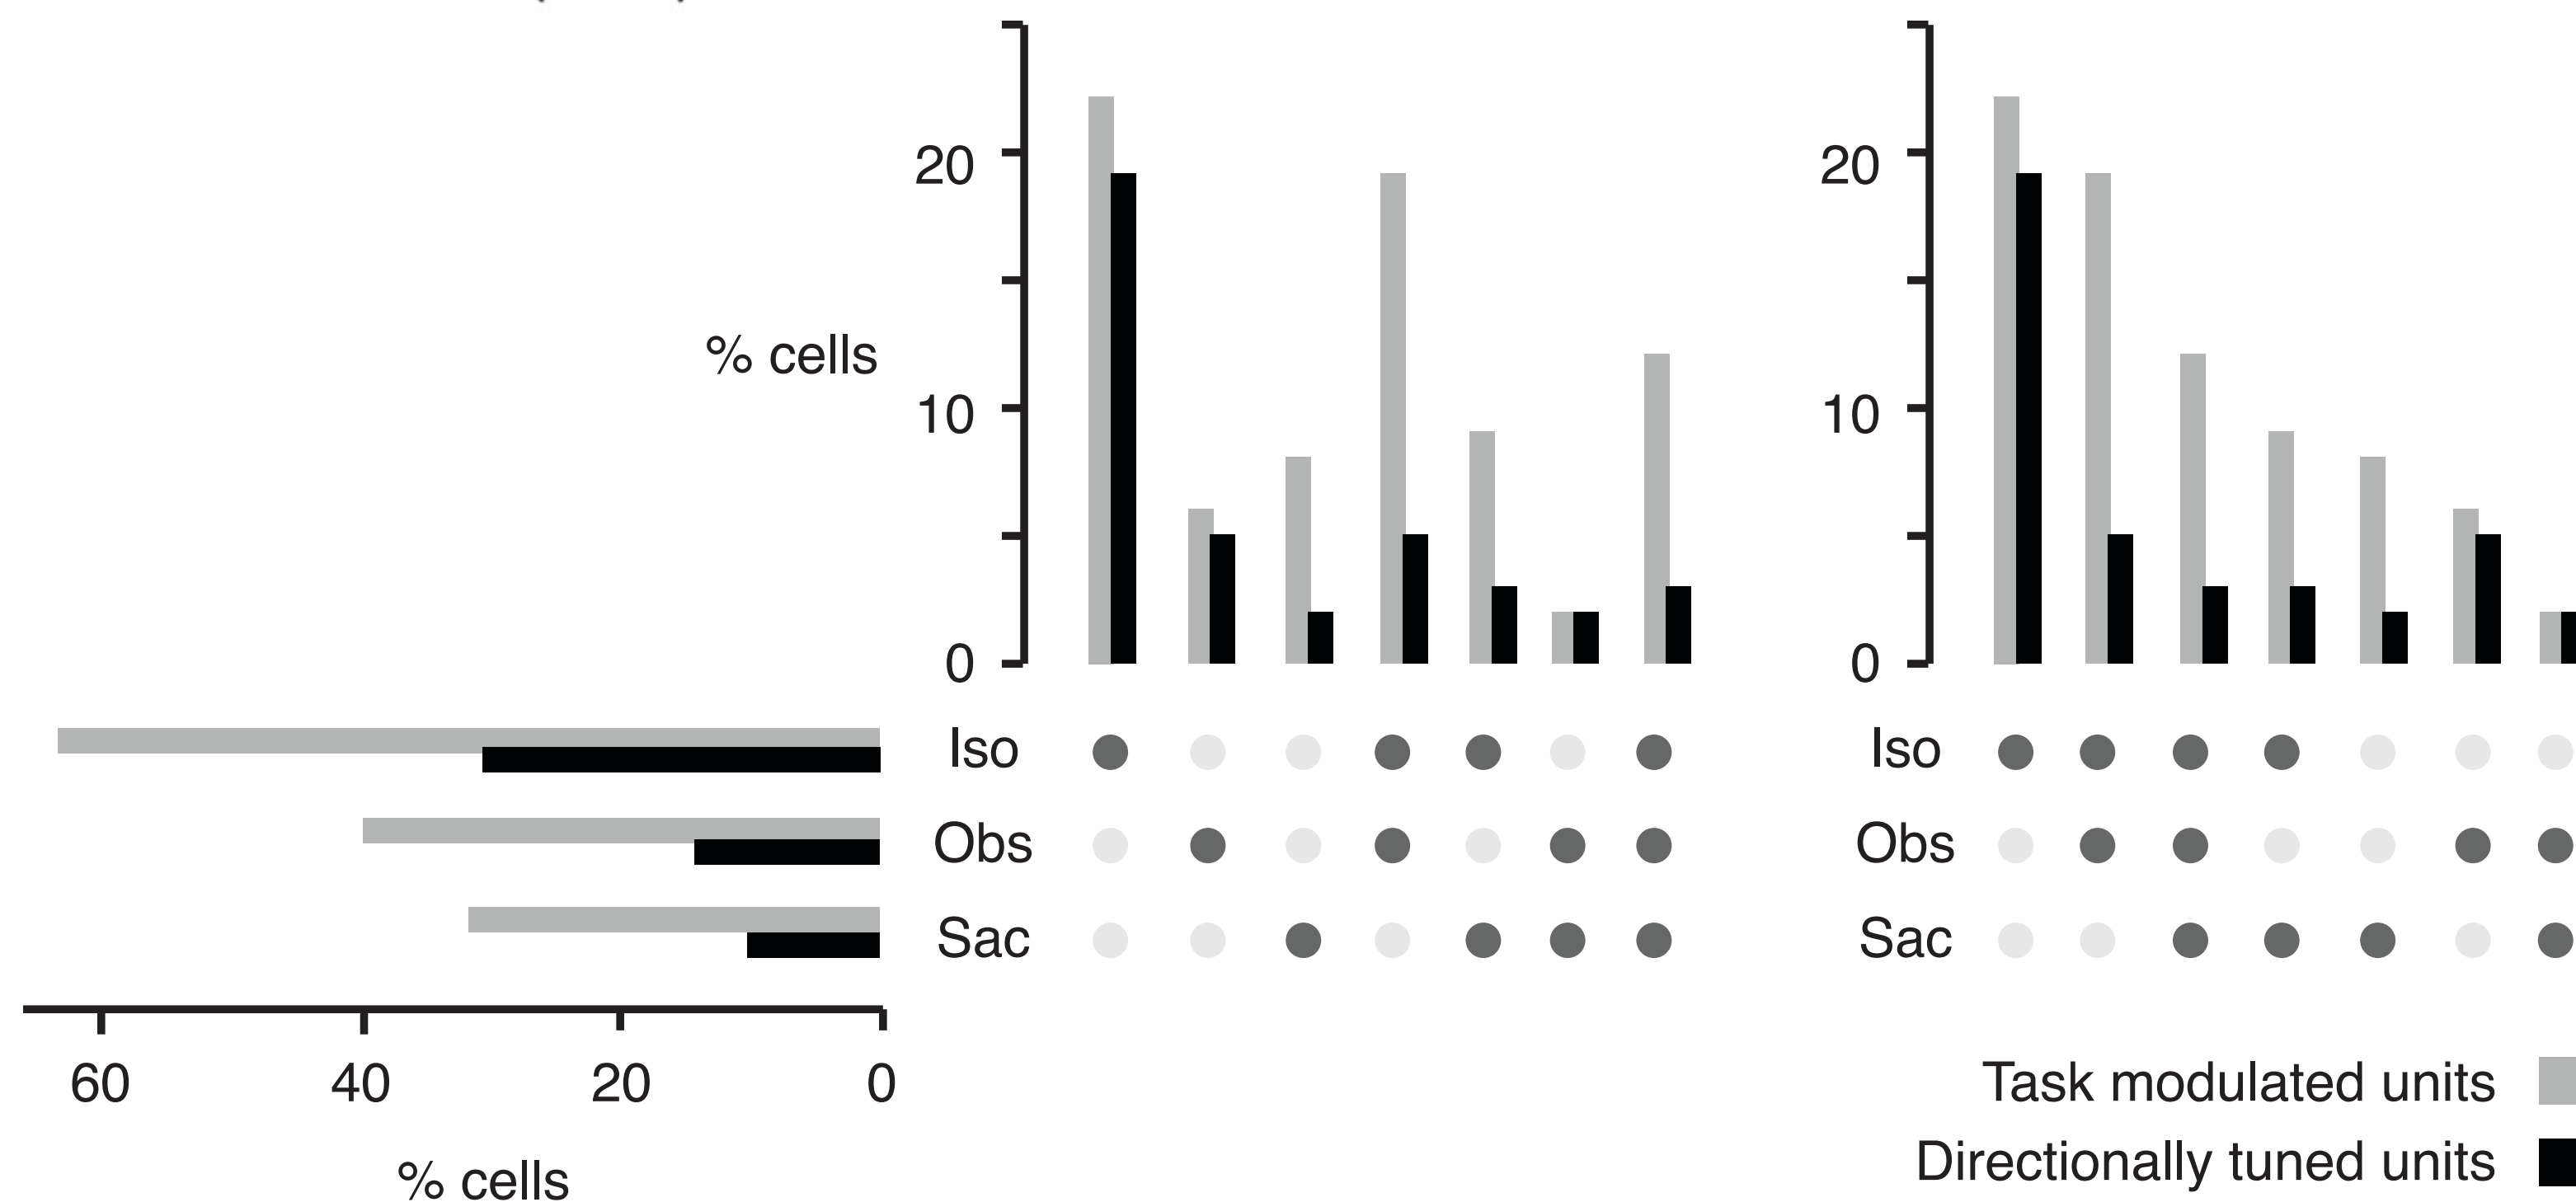 20
% cells
10
0
Iso
Obs
Sac
60 40 20 0
% cells
20
10
0
Iso
Obs
Sac
Task modulated units
Directionally tuned units